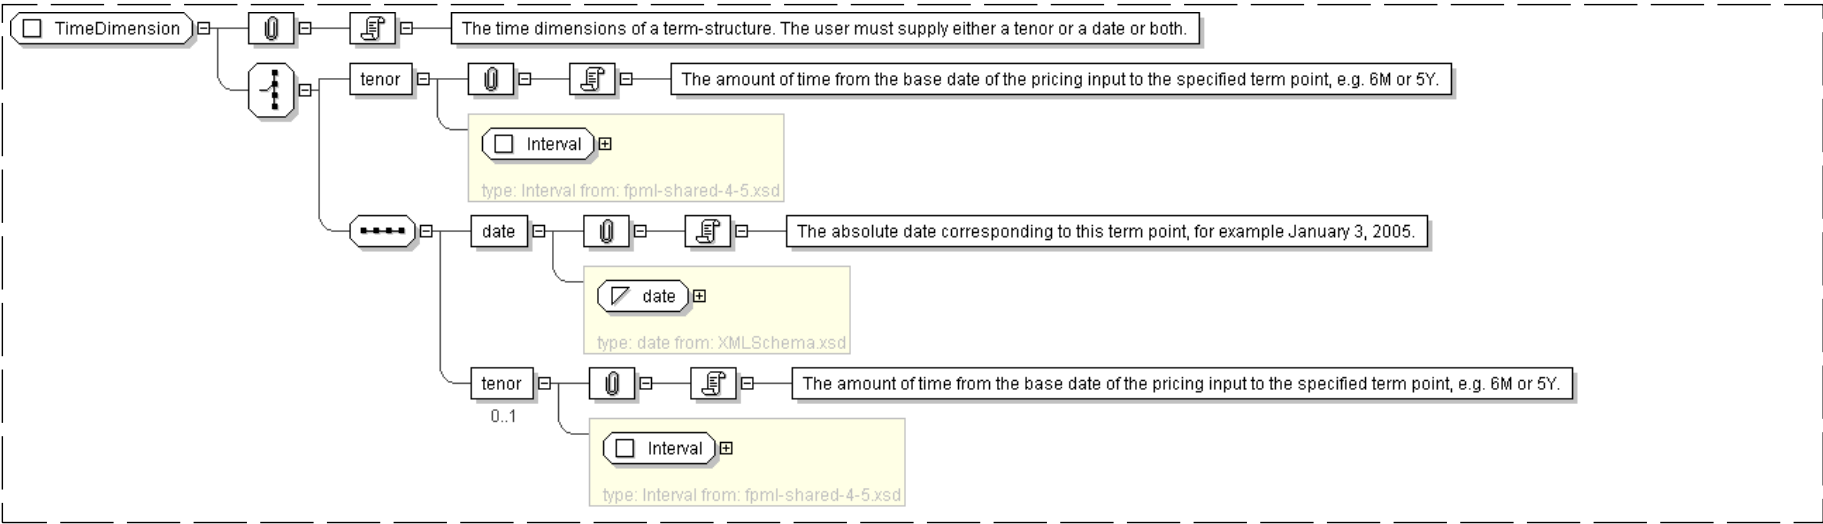 TimeDimension
The time dimensions of a term-structure. The user must supply either a tenor or a date or both.
tenor
The amount of time from the base date of the pricing input to the specified term point, e.g. 6M or 5Y.
Interval
type: Interval from: fpml-shared-4-5.xsd
date
The absolute date corresponding to this term point, for example January 3, 2005.
date
type: date from: XMLSchema.xsd
tenor
The amount of time from the base date of the pricing input to the specified term point, e.g. 6M or 5Y.
0..1
Interval
type: Interval from: fpml-shared-4-5.xsd